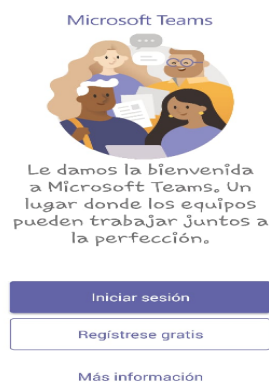 Microsoft Teams
Le damos la bienvenida
a Microsoft Teams. Un
lugar donde los equipos
pueden trabajar juntos a
la perfección.
Iniciar sesión
Regístrese gratis
Más información